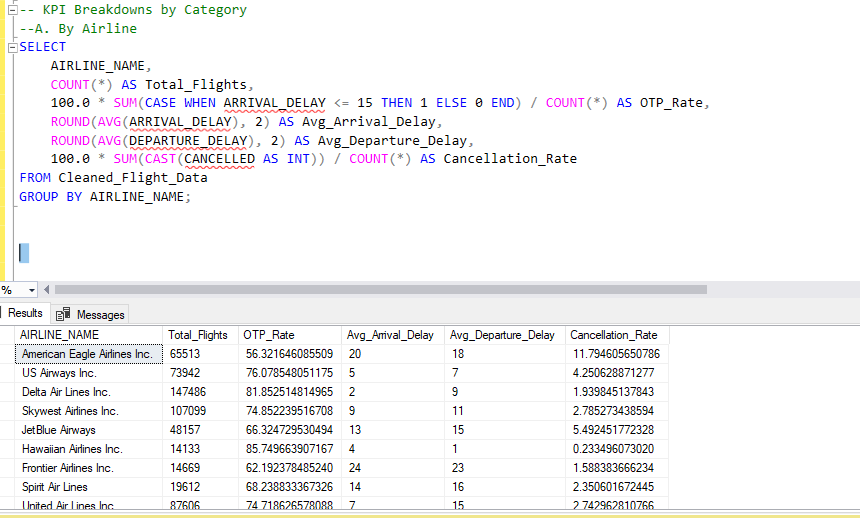 -- KPI Breakdowns by Category
--A. By Airline
SELECT
AIRLINE_NAME,
COUNT(*) AS Total_Flights,
100.0 * SUM(CASE WHEN ARRIVAL_DELAY <= 15 THEN 1 ELSE 0 END) / COUNT(*) AS OTP_Rate,
ROUND(AVG(ARRIVAL_DELAY), 2) AS Avg_Arrival_Delay,
ROUND(AVG(DEPARTURE_DELAY), 2) AS Avg_Departure_Delay,
100.0 * SUM(CAST(CANCELLED AS INT)) / COUNT(*) AS Cancellation_Rate
FROM Cleaned_Flight_Data
GROUP BY AIRLINE_NAME;
%
Results Messages
AIRLINE_NAME Total_Flights OTP_Rate Avg_Arrival_Delay Avg_Departure_Delay Cancellation_Rate
American Eagle Airlines Inc. 65513 56.321646085509 20 18 11.794605650786
US Airways Inc. 73942 76.078548051175 5 7 4.250628871277
Delta Air Lines Inc. 147486 81.852514814965 2 9 1.939845137843
Skywest Airlines Inc. 107099 74.852239516708 9 11 2.785273438594
JetBlue Airways 48157 66.324729530494 13 15 5.492451772328
Hawaiian Airlines Inc. 14133 85.749663907167 4 1 0.233496073020
Frontier Airlines Inc. 14669 62.192378485240 24 23 1.588383666234
Spirit Air Lines 19612 68.238833367326 14 16 2.350601672445
United Air Lines Inc. 87606 74.718626578088 7 15 2.742962810766